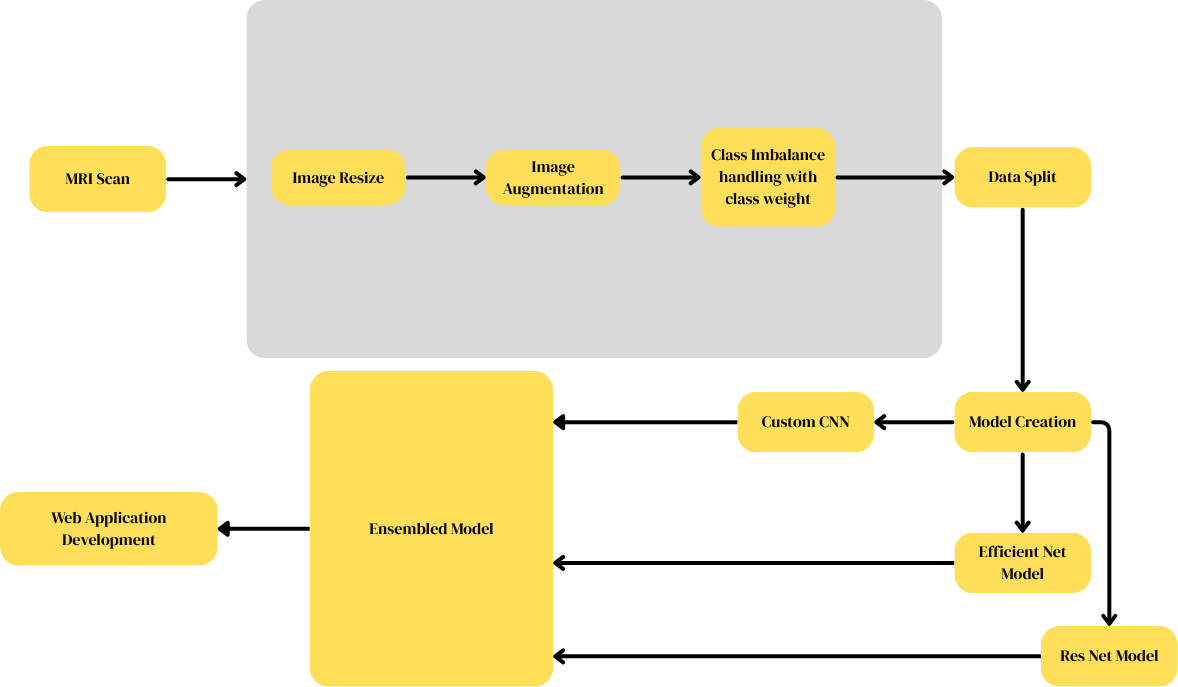 MRI Scan
Image Resize
Image
Augmentation
Class Imbalance
handling with
class weight
Data Split
Model Creation
Custom CNN
Efficient Net
Model
Res Net Model
Ensembled Model
Web Application
Development